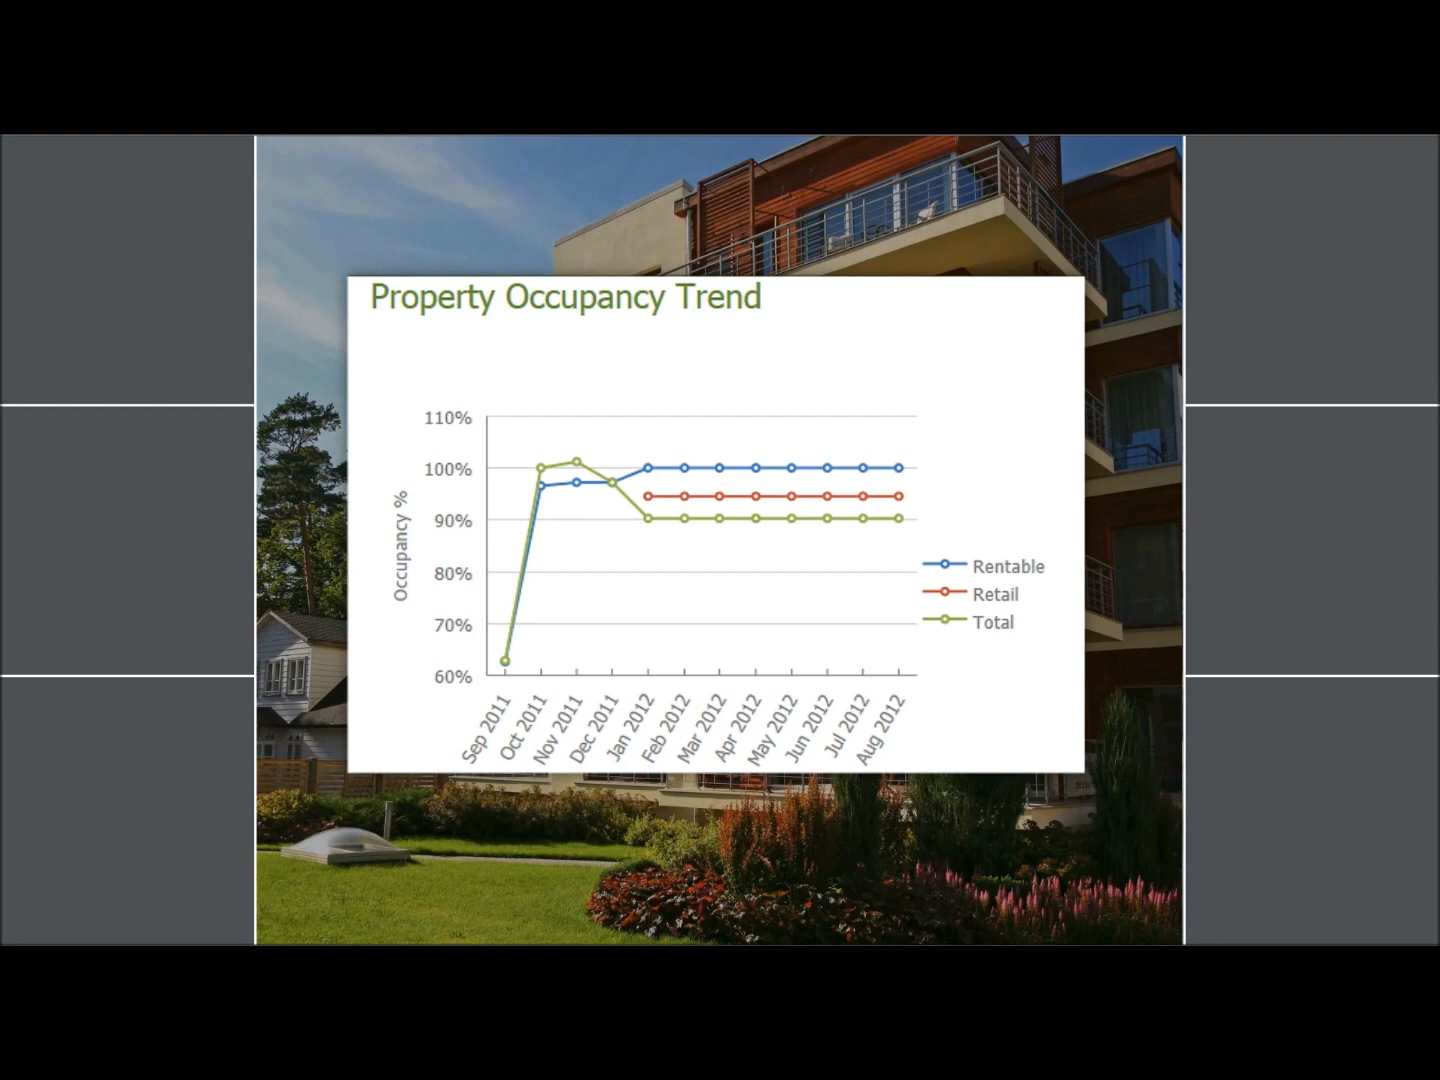 Property Occupancy Trend
110%
100%
90%
80%
70%
60%
Occupancy %
Sep 2011
Oct 2011
Nov 2011
Dec 2011
Jan 2012
Feb 2012
Mar 2012
Apr 2012
May 2012
Jun 2012
Jul 2012
Aug 2012
Rentable
Retail
Total